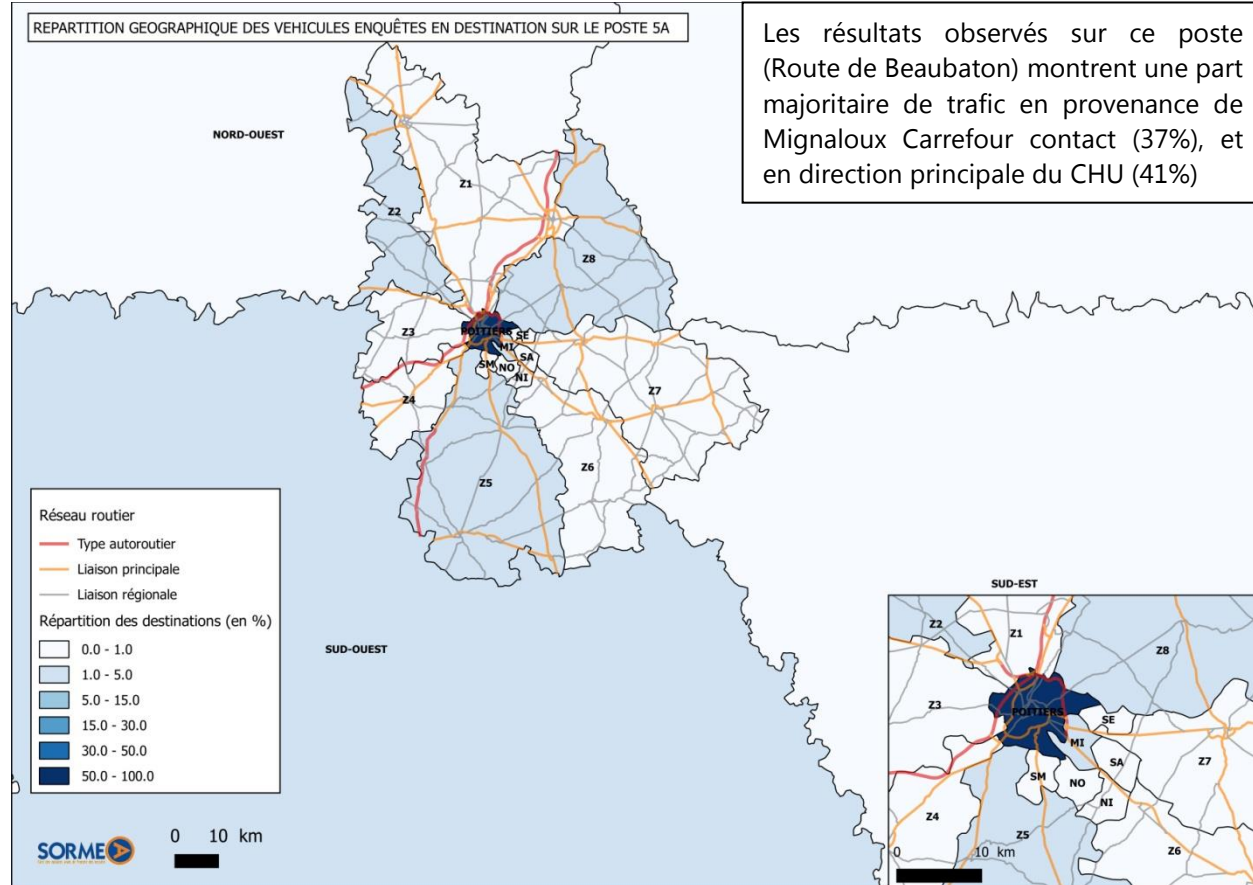 REPARTITION GEOGRAPHIQUE DES VEHICULES ENQUÊTES EN DESTINATION SUR LE POSTE 5A
Les résultats observés sur ce poste
(Route de Beaubaton) montrent une part
majoritaire de trafic en provenance de
Mignaloux Carrefour contact (37%), et
en direction principale du CHU (41%)
NORD-OUEST
Z1
Z2
Z8
Z3
POITIERS
SE
MI
SA
SM
NO
NI
Z4
Z7
Z6
Z5
SUD-OUEST
SUD-EST
Réseau routier
Type autoroutier
Liaison principale
Liaison régionale
Répartition des destinations (en %)
0.0 - 1.0
1.0 - 5.0
5.0 - 15.0
15.0 - 30.0
30.0 - 50.0
50.0 - 100.0
SORMEA
0 10 km
Z2
Z1
Z8
Z3
POITIERS
SE
MI
SA
Z7
SM
NO
NI
Z4
Z5
Z6
0 10 km